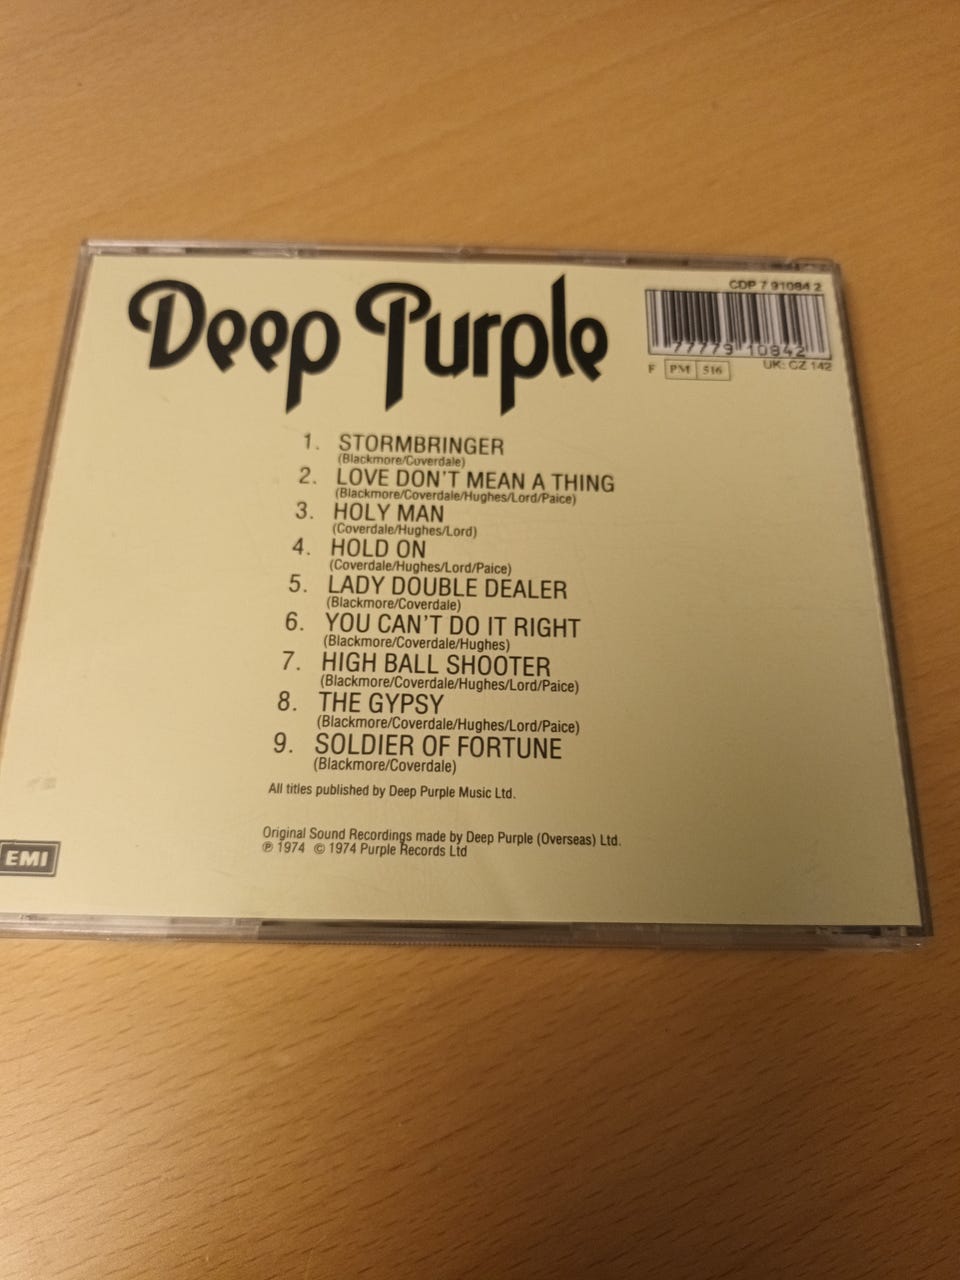 Deep Purple
CDP 7 91084 2
77779 10842
UK: CZ 142
F PM 516
1. STORMBRINGER
(Blackmore/Coverdale)
2. LOVE DON'T MEAN A THING
(Blackmore/Coverdale/Hughes/Lord/Paice)
3. HOLY MAN
(Coverdale/Hughes/Lord)
4. HOLD ON
(Coverdale/Hughes/Lord/Paice)
5. LADY DOUBLE DEALER
(Blackmore/Coverdale)
6. YOU CAN'T DO IT RIGHT
(Blackmore/Coverdale/Hughes)
7. HIGH BALL SHOOTER
(Blackmore/Coverdale/Hughes/Lord/Paice)
8. THE GYPSY
(Blackmore/Coverdale/Hughes/Lord/Paice)
9. SOLDIER OF FORTUNE
(Blackmore/Coverdale)
All titles published by Deep Purple Music Ltd.
Original Sound Recordings made by Deep Purple (Overseas) Ltd.
℗ 1974 © 1974 Purple Records Ltd
EMI